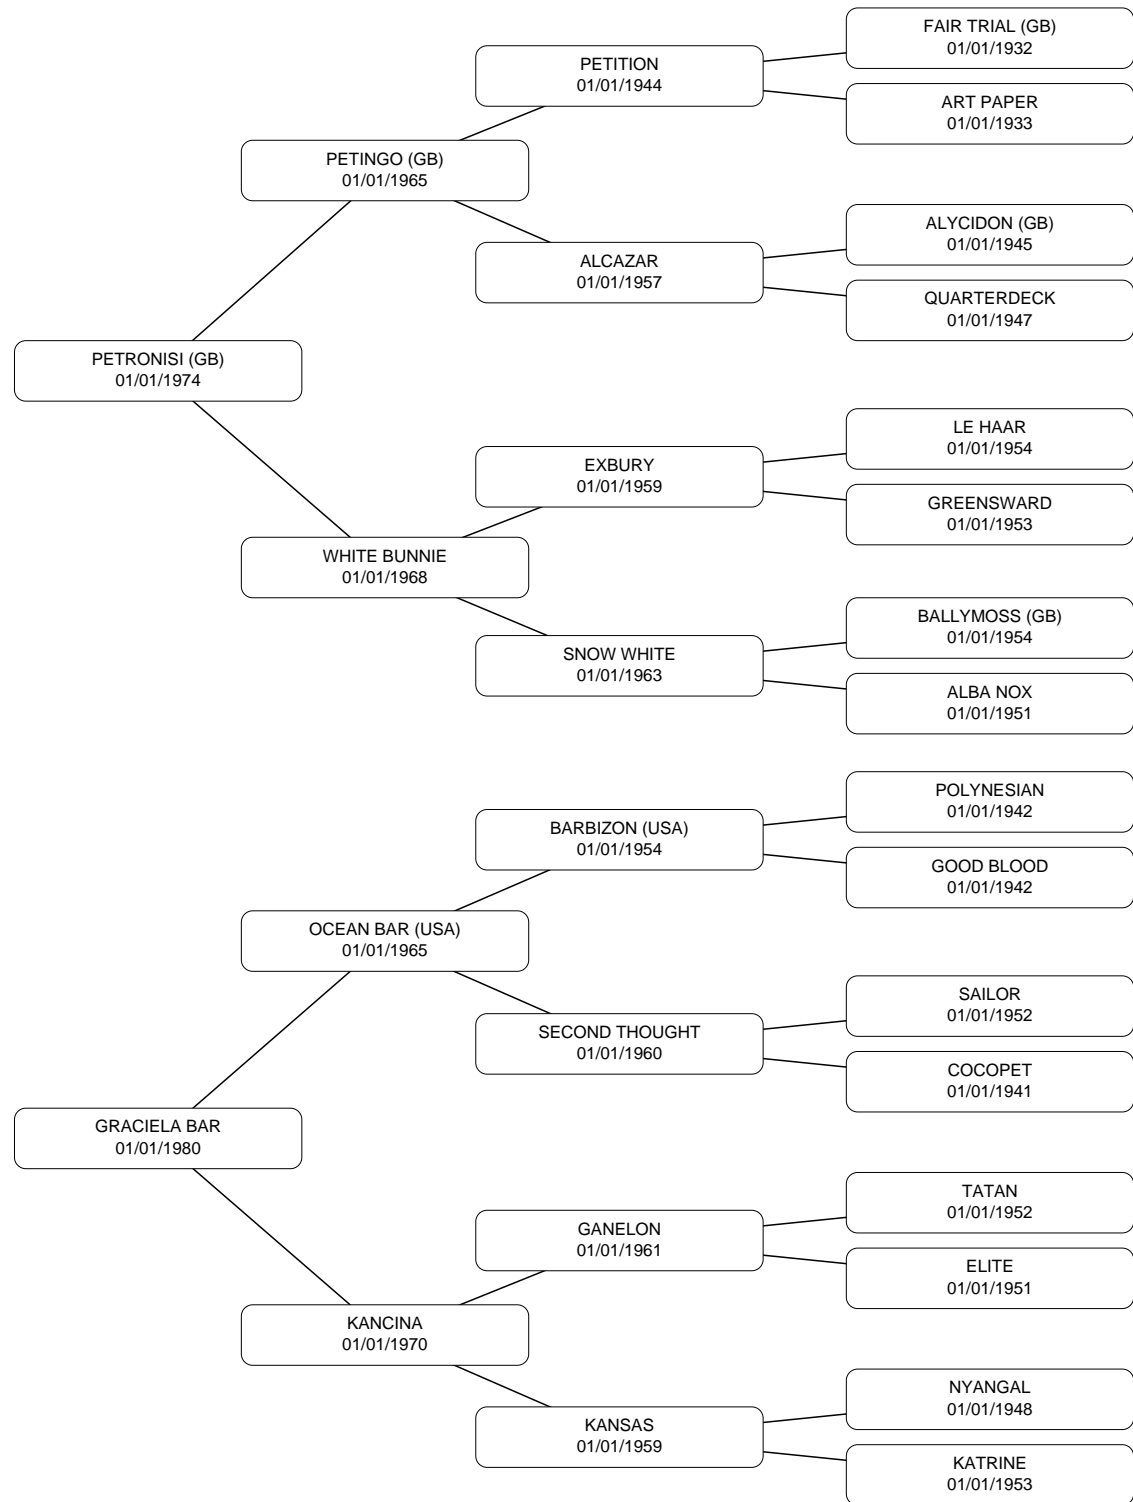 FAIR TRIAL (GB)
01/01/1932
PETITION
01/01/1944
ART PAPER
01/01/1933
PETINGO (GB)
01/01/1965
ALYCIDON (GB)
01/01/1945
ALCAZAR
01/01/1957
QUARTERDECK
01/01/1947
PETRONISI (GB)
01/01/1974
LE HAAR
01/01/1954
EXBURY
01/01/1959
GREENSWARD
01/01/1953
WHITE BUNNIE
01/01/1968
BALLYMOSS (GB)
01/01/1954
SNOW WHITE
01/01/1963
ALBA NOX
01/01/1951
POLYNESIAN
01/01/1942
BARBIZON (USA)
01/01/1954
GOOD BLOOD
01/01/1942
OCEAN BAR (USA)
01/01/1965
SAILOR
01/01/1952
SECOND THOUGHT
01/01/1960
COCOPET
01/01/1941
GRACIELA BAR
01/01/1980
TATAN
01/01/1952
GANELON
01/01/1961
ELITE
01/01/1951
KANCINA
01/01/1970
NYANGAL
01/01/1948
KANSAS
01/01/1959
KATRINE
01/01/1953